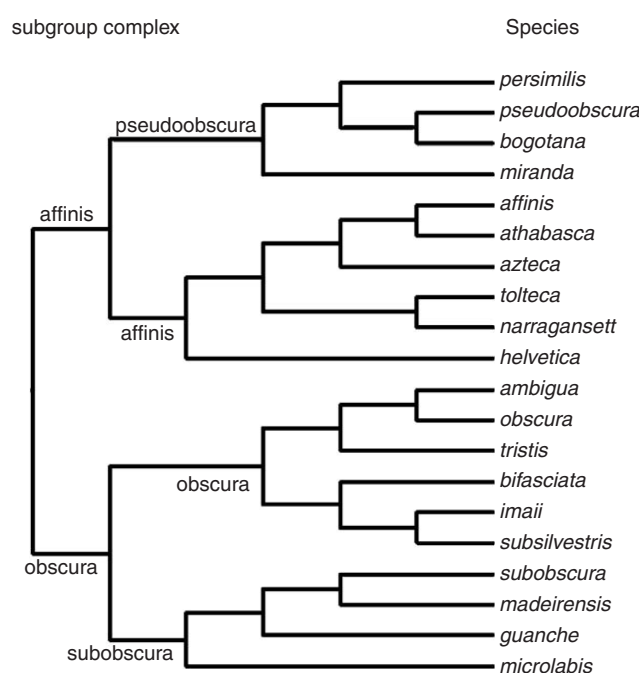 subgroup complex Species
persimilis
pseudoobscura
pseudoobscura
bogotana
miranda
affinis
affinis
athabasca
azteca
tolteca
affinis
narragansett
helvetica
ambigua
obscura
tristis
obscura
bifasciata
imaii
subsilvestris
obscura
subobscura
madeirensis
guanche
subobscura
microlabis